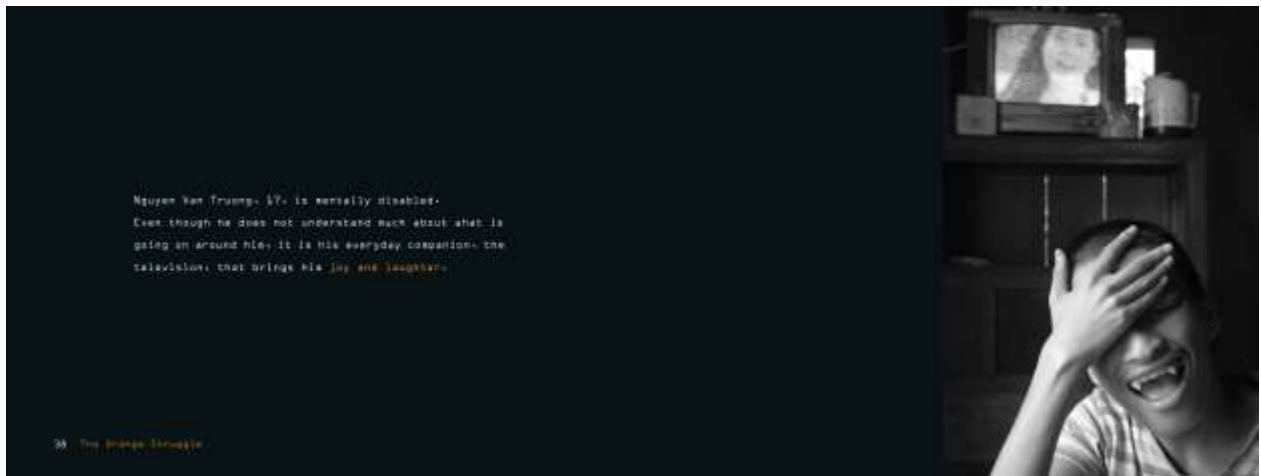 Nguyen Van Truong, 17, is mentally disabled.
Even though he does not understand much about what is
going on around him, it is his everyday companion, the
television, that brings him joy and laughter.
38 The Orange Struggle